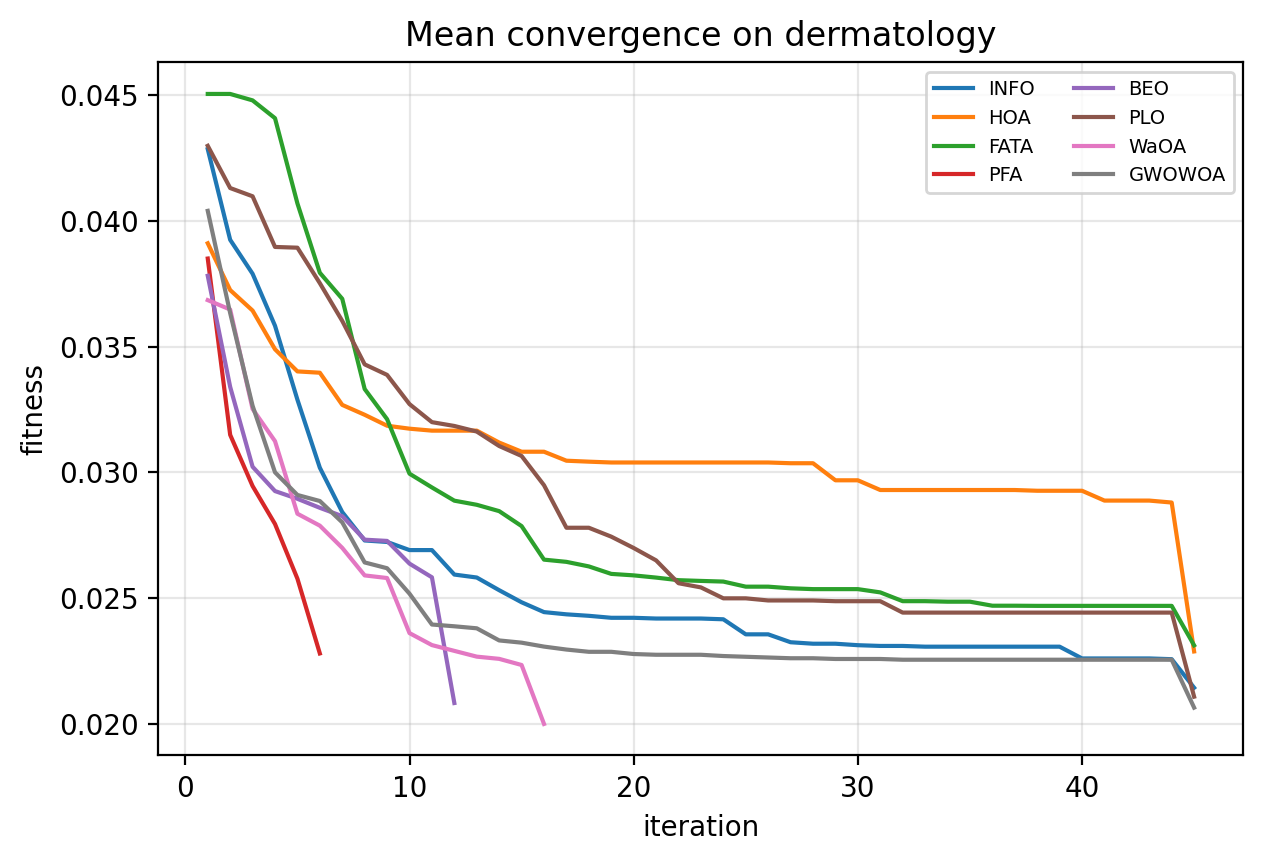 Mean convergence on dermatology
fitness
0.045
0.040
0.035
0.030
0.025
0.020
0
10
20
30
40
iteration
INFO
HOA
FATA
PFA
BEO
PLO
WaOA
GWOWOA